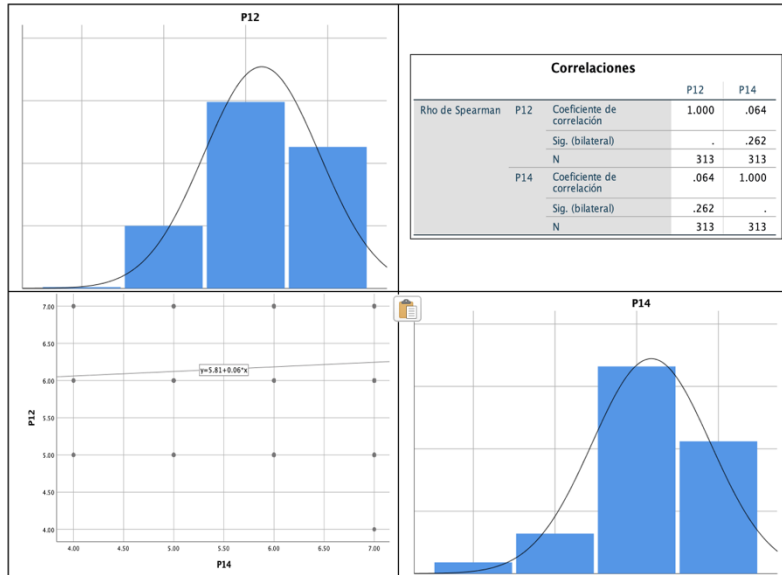 P12
Correlaciones
P12 P14
Rho de Spearman P12 Coeficiente de correlación 1.000 .064
Sig. (bilateral) . .262
N 313 313
P14 Coeficiente de correlación .064 1.000
Sig. (bilateral) .262 .
N 313 313
7.00
6.50
6.00
5.50
5.00
4.50
4.00
P12
y=5.81+0.06*x
4.00 4.50 5.00 5.50 6.00 6.50 7.00
P14
P14